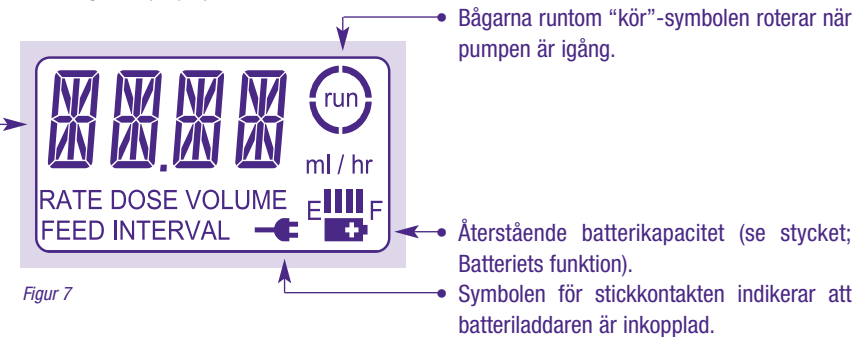 Bågarna runtom “kör”-symbolen roterar när
pumpen är igång.
run
ml / hr
RATE DOSE VOLUME
FEED INTERVAL
E F
Återstående batterikapacitet (se stycket;
Batteriets funktion).
Figur 7
Symbolen för stickkontakten indikerar att
batteriladdaren är inkopplad.